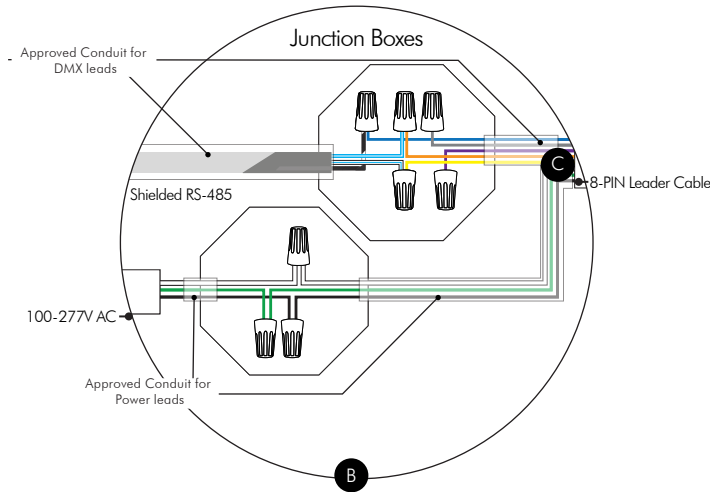 Junction Boxes
Approved Conduit for
DMX leads
C
Shielded RS-485
8-PIN Leader Cable
100-277V AC
Approved Conduit for
Power leads
B